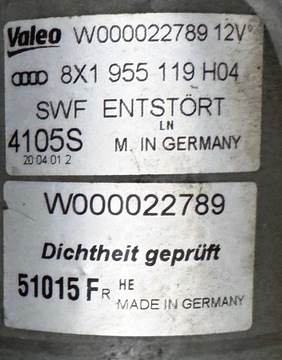 Valeo W000022789 12V
8X1 955 119 H04
SWF ENTSTÖRT
LN
4105S M. IN GERMANY
20 04 01 2
W000022789
Dichtheit geprüft
51015 F R HE
MADE IN GERMANY